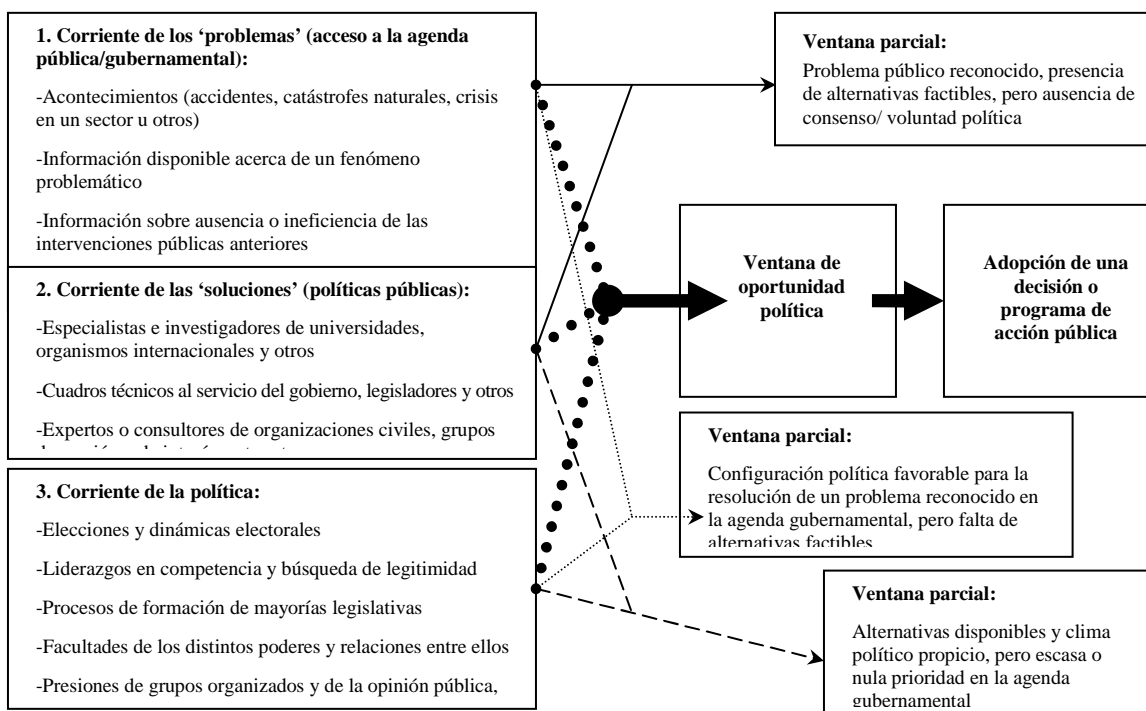 1. Corriente de los ‘problemas’ (acceso a la agenda
pública/gubernamental):
-Acontecimientos (accidentes, catástrofes naturales, crisis
en un sector u otros)
-Información disponible acerca de un fenómeno
problemático
-Información sobre ausencia o ineficiencia de las
intervenciones públicas anteriores
2. Corriente de las ‘soluciones’ (políticas públicas):
-Especialistas e investigadores de universidades,
organismos internacionales y otros
-Cuadros técnicos al servicio del gobierno, legisladores y otros
-Expertos o consultores de organizaciones civiles, grupos
3. Corriente de la política:
-Elecciones y dinámicas electorales
-Liderazgos en competencia y búsqueda de legitimidad
-Procesos de formación de mayorías legislativas
-Facultades de los distintos poderes y relaciones entre ellos
-Presiones de grupos organizados y de la opinión pública,
Ventana parcial:
Problema público reconocido, presencia
de alternativas factibles, pero ausencia de
consenso/ voluntad política
Ventana de
oportunidad
política
Adopción de una
decisión o
programa de
acción pública
Ventana parcial:
Configuración política favorable para la
resolución de un problema reconocido en
la agenda gubernamental, pero falta de
alternativas factibles
Ventana parcial:
Alternativas disponibles y clima
político propicio, pero escasa o
nula prioridad en la agenda
gubernamental